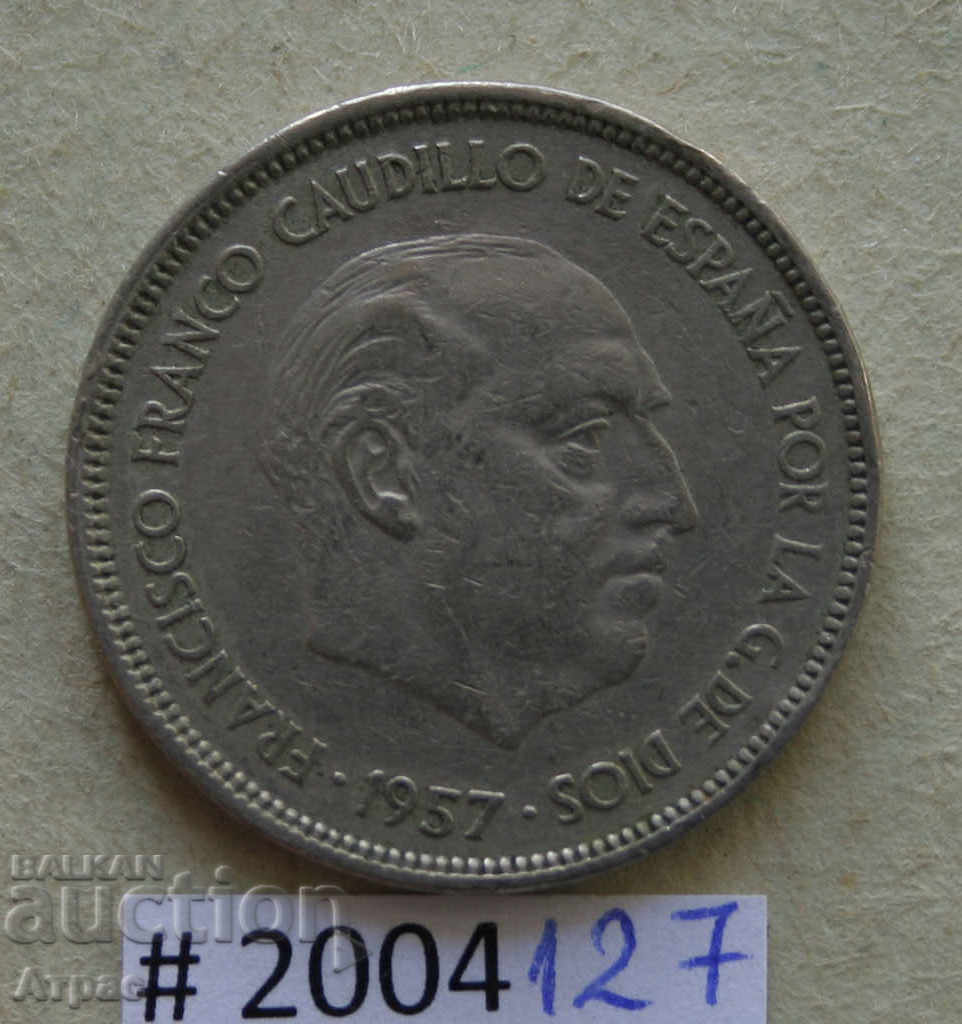 FRANCISCO FRANCO CAUDILLO DE ESPAÑA POR LA G. DE DIOS
· 1957 ·
BALKAN
auction
Атрас
# 2004127